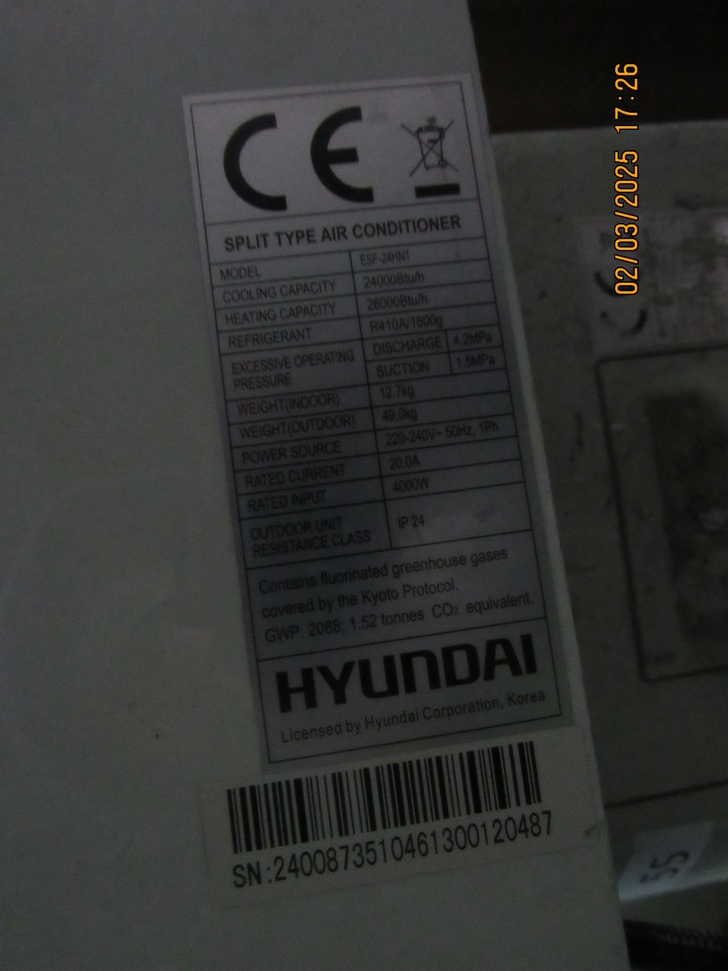 02/03/2025 17:26
CE
SPLIT TYPE AIR CONDITIONER
MODEL ESF-24HN1
COOLING CAPACITY 24000Btu/h
HEATING CAPACITY 26000Btu/h
REFRIGERANT R410A/1800g
EXCESSIVE OPERATING PRESSURE DISCHARGE 4.2MPa
SUCTION 1.5MPa
WEIGHT(INDOOR) 12.7kg
WEIGHT(OUTDOOR) 49.0kg
POWER SOURCE 220-240V~ 50Hz, 1Ph
RATED CURRENT 20.0A
RATED INPUT 4000W
OUTDOOR UNIT
RESISTANCE CLASS IP 24
Contains fluorinated greenhouse gases
covered by the Kyoto Protocol.
GWP: 2088: 1.52 tonnes CO₂ equivalent.
HYUNDAI
Licensed by Hyundai Corporation, Korea
SN:2400873510461300120487
55